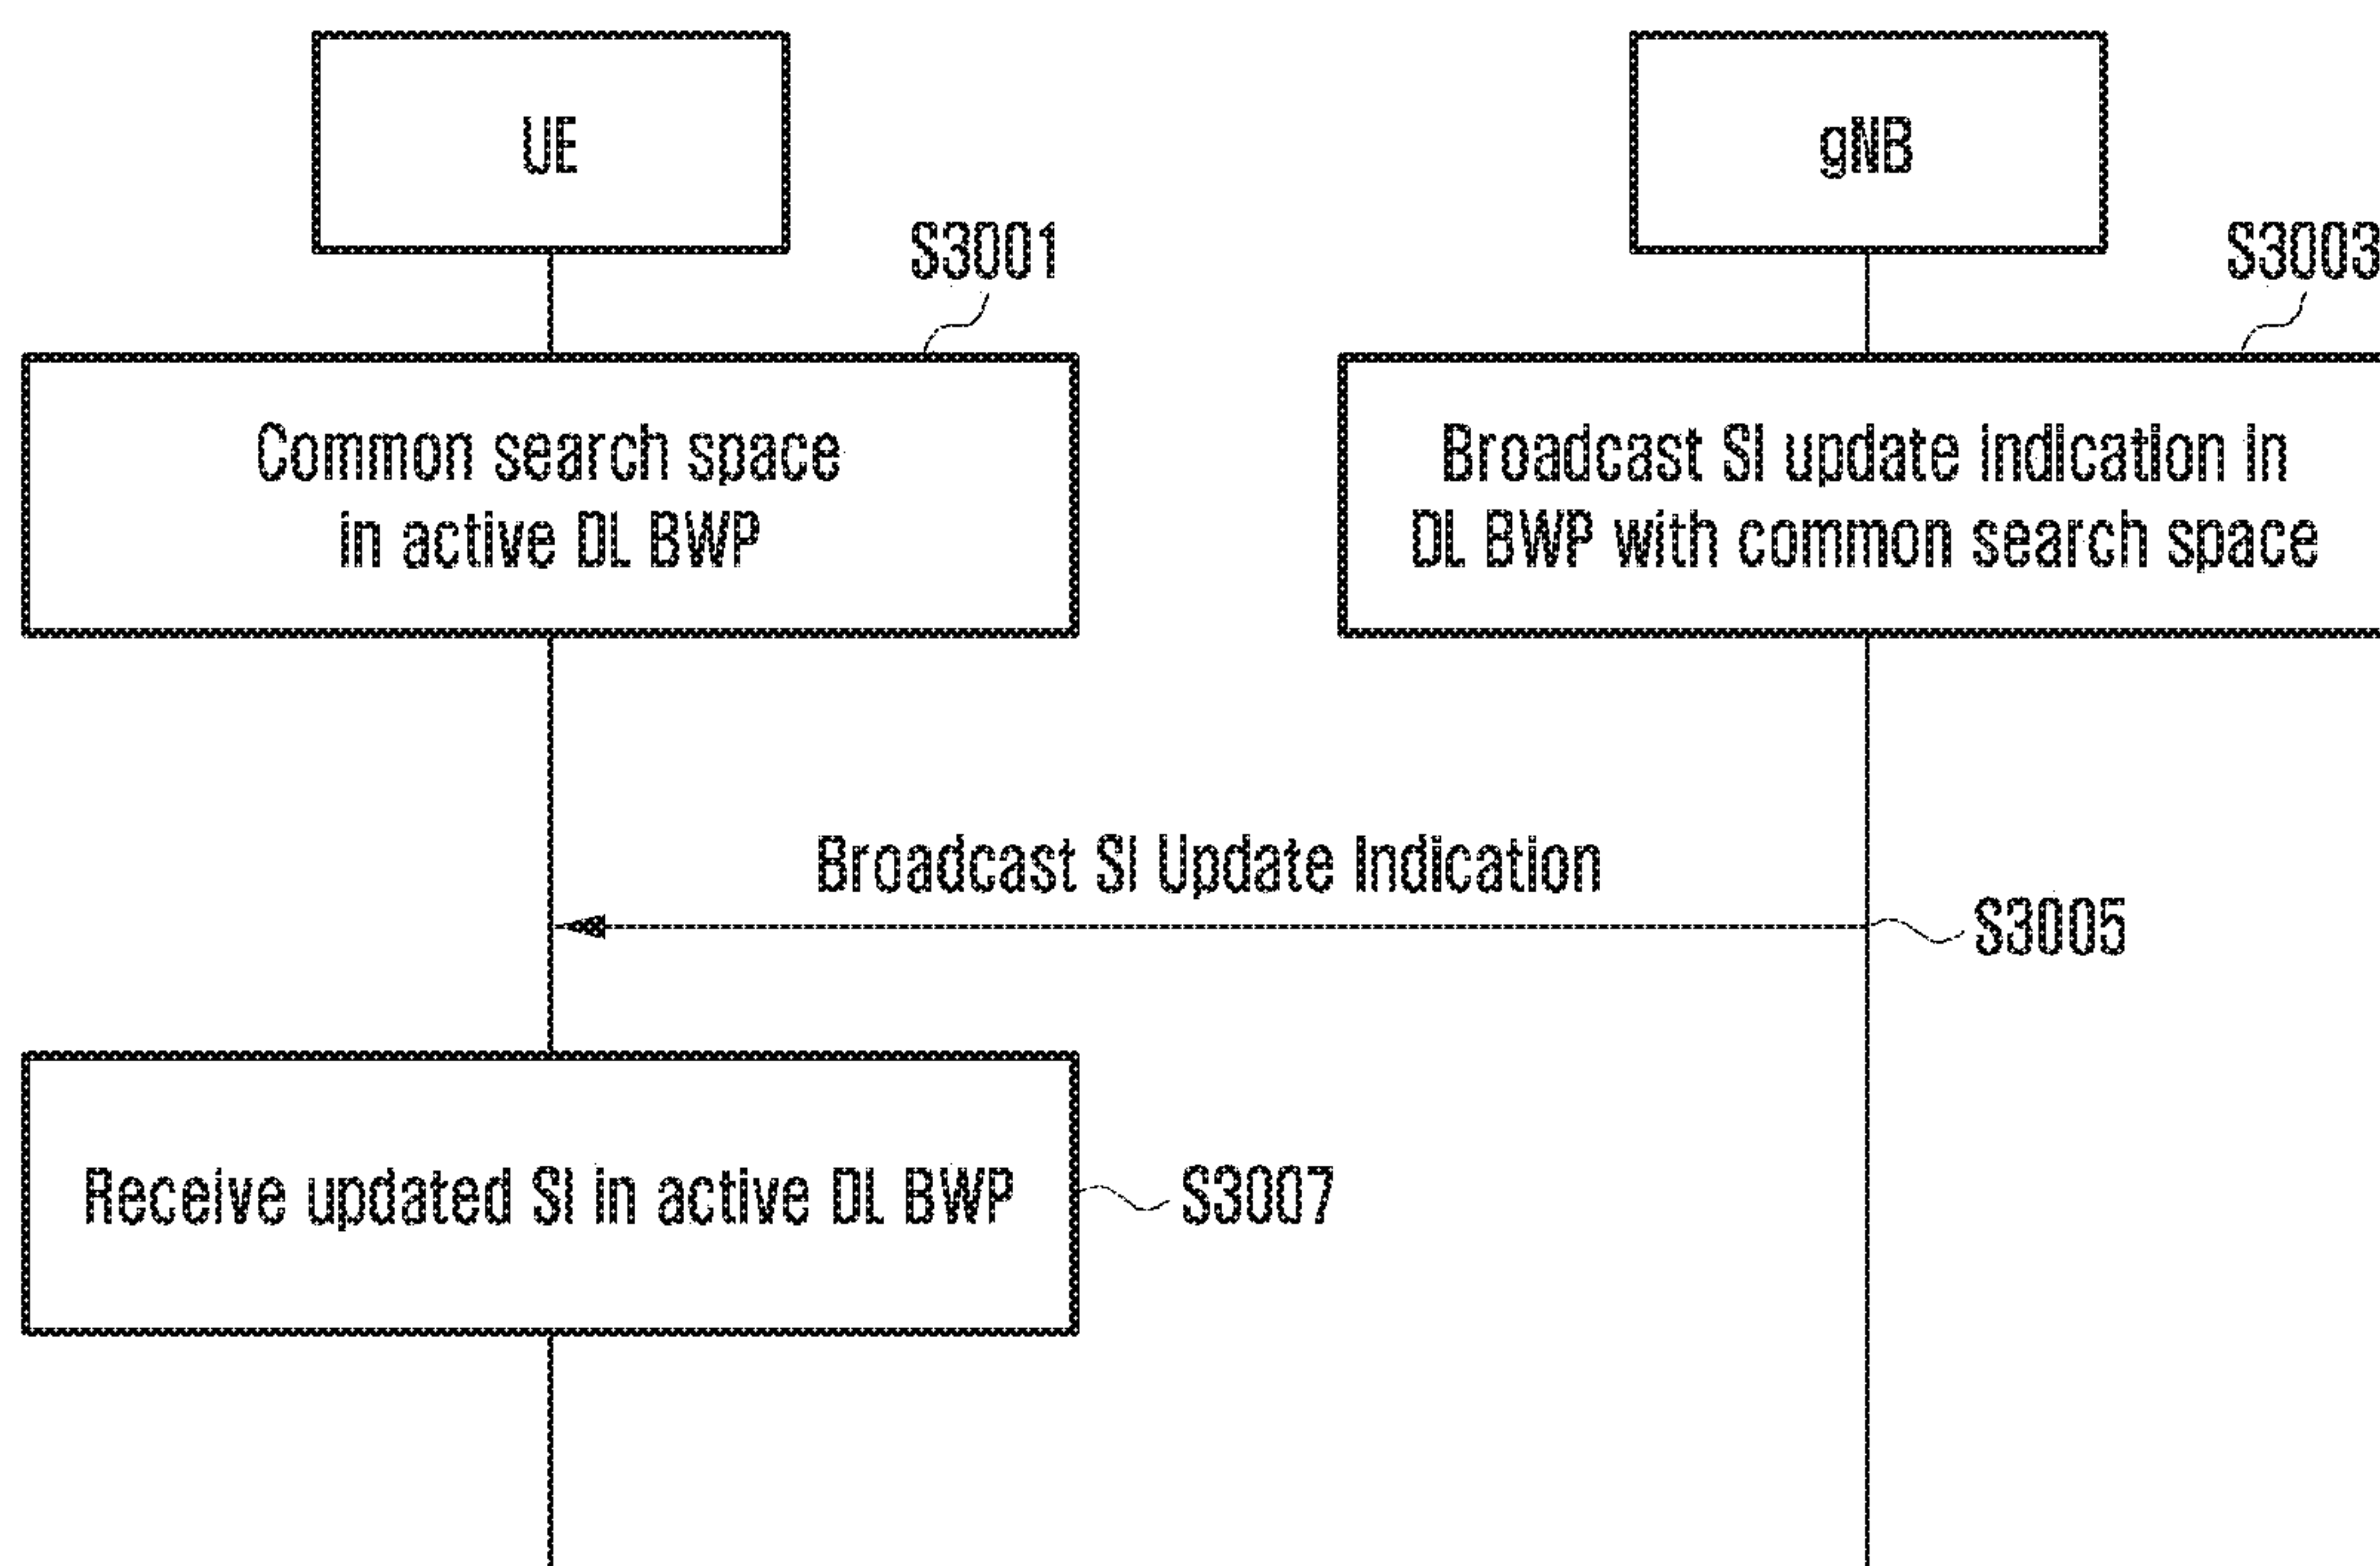 UE
gNB
S3001
S3003
Common search space
in active DL BWP
Broadcast SI update indication in
DL BWP with common search space
Broadcast SI Update Indication
S3005
Receive updated SI in active DL BWP
S3007